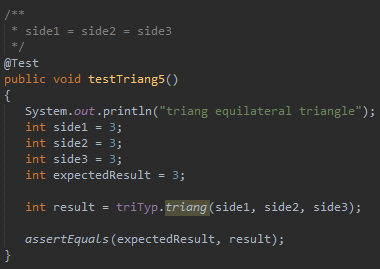 /**
 * side1 = side2 = side3
 */
@Test
public void testTriang5()
{
    System.out.println("triang equilateral triangle");
    int side1 = 3;
    int side2 = 3;
    int side3 = 3;
    int expectedResult = 3;

    int result = triTyp.triang(side1, side2, side3);

    assertEquals(expectedResult, result);
}